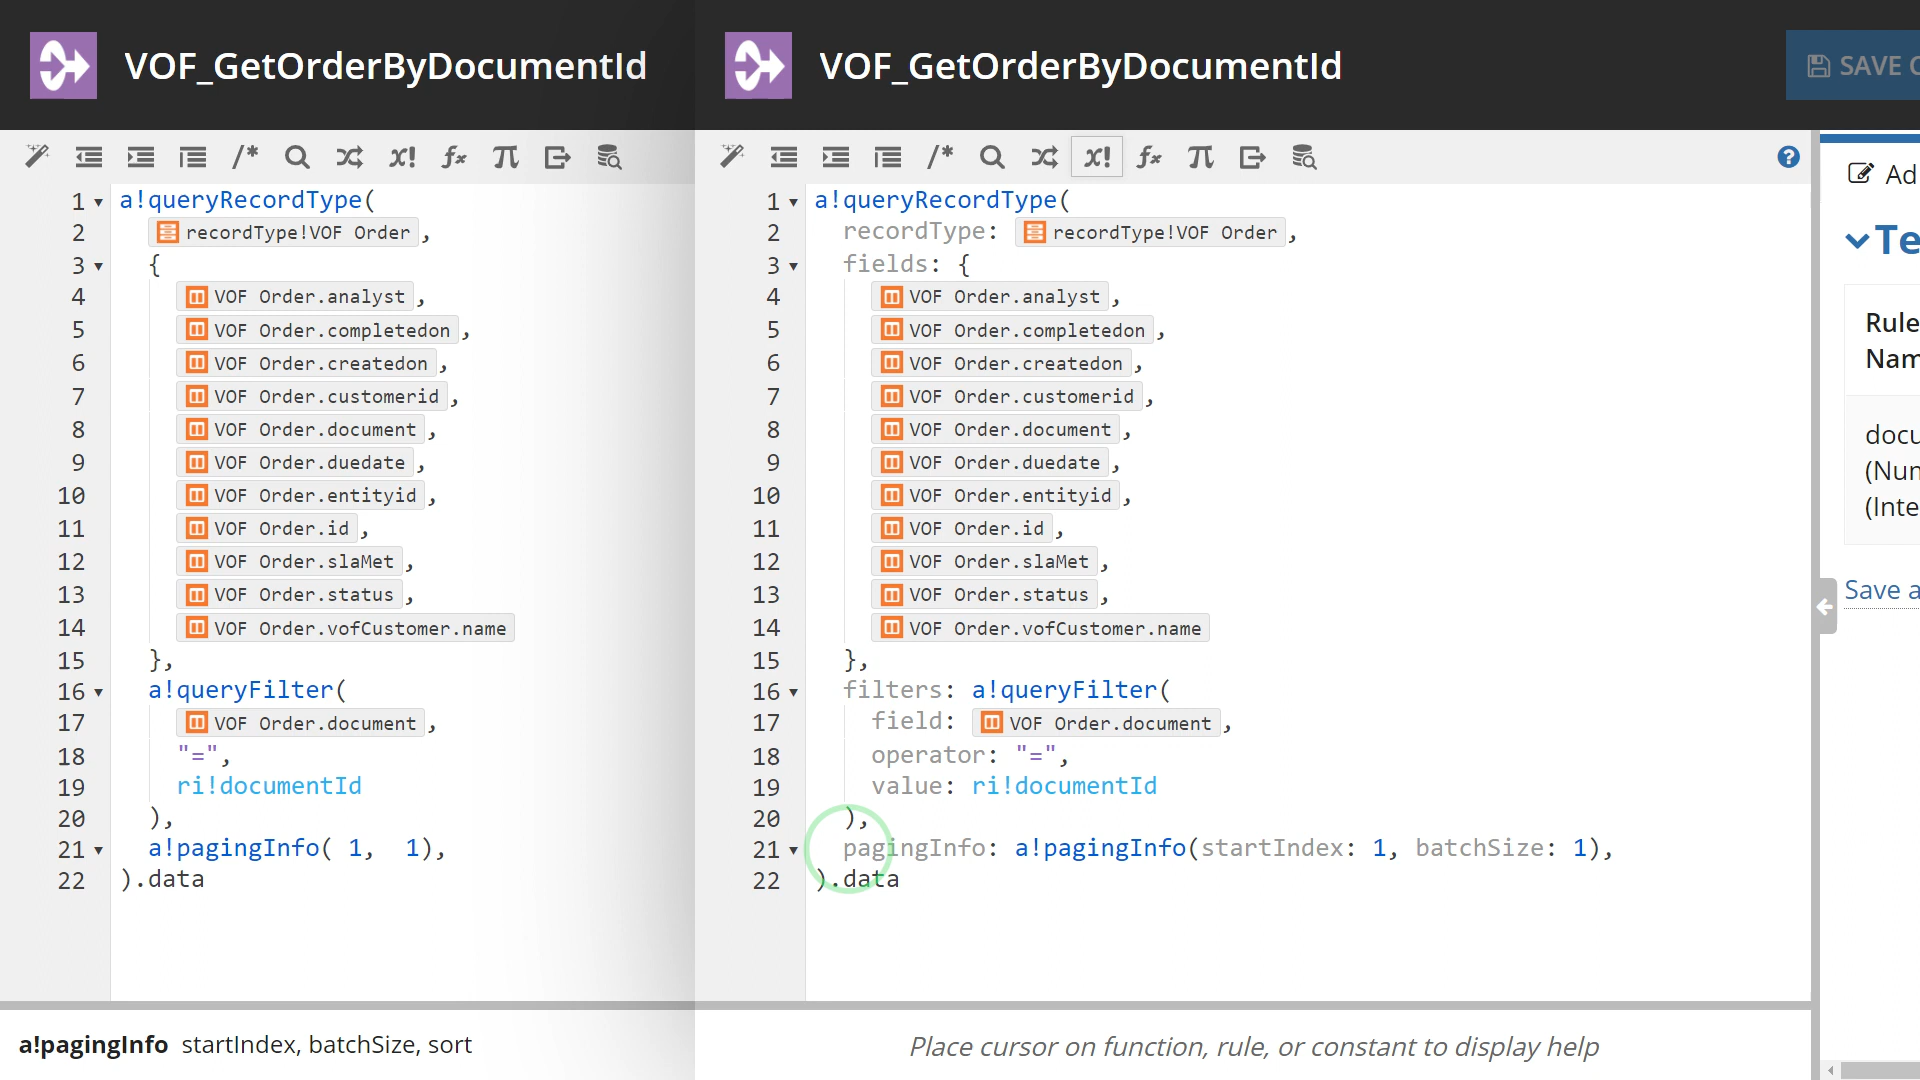 VOF_GetOrderByDocumentId
/*
x!
fx
π
1 a!queryRecordType(
2 recordType!VOF Order ,
3 {
4 VOF Order.analyst ,
5 VOF Order.completedon ,
6 VOF Order.createdon ,
7 VOF Order.customerid ,
8 VOF Order.document ,
9 VOF Order.duedate ,
10 VOF Order.entityid ,
11 VOF Order.id ,
12 VOF Order.slaMet ,
13 VOF Order.status ,
14 VOF Order.vofCustomer.name
15 },
16 a!queryFilter(
17 VOF Order.document ,
18 "=",
19 ri!documentId
20 ),
21 a!pagingInfo( 1, 1),
22 ).data
a!pagingInfo startIndex, batchSize, sort
VOF_GetOrderByDocumentId
SAVE C
/*
x!
fx
π
?
1 a!queryRecordType(
2 recordType: recordType!VOF Order ,
3 fields: {
4 VOF Order.analyst ,
5 VOF Order.completedon ,
6 VOF Order.createdon ,
7 VOF Order.customerid ,
8 VOF Order.document ,
9 VOF Order.duedate ,
10 VOF Order.entityid ,
11 VOF Order.id ,
12 VOF Order.slaMet ,
13 VOF Order.status ,
14 VOF Order.vofCustomer.name
15 },
16 filters: a!queryFilter(
17 field: VOF Order.document ,
18 operator: "=",
19 value: ri!documentId
20 ),
21 pagingInfo: a!pagingInfo(startIndex: 1, batchSize: 1),
22 ).data
Place cursor on function, rule, or constant to display help
Ad
Te
Rule
Nam
docu
(Num
(Inte
Save a